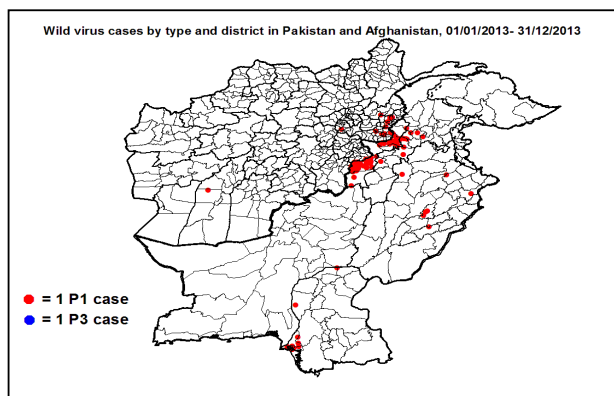 Wild virus cases by type and district in Pakistan and Afghanistan, 01/01/2013- 31/12/2013
= 1 P1 case
= 1 P3 case